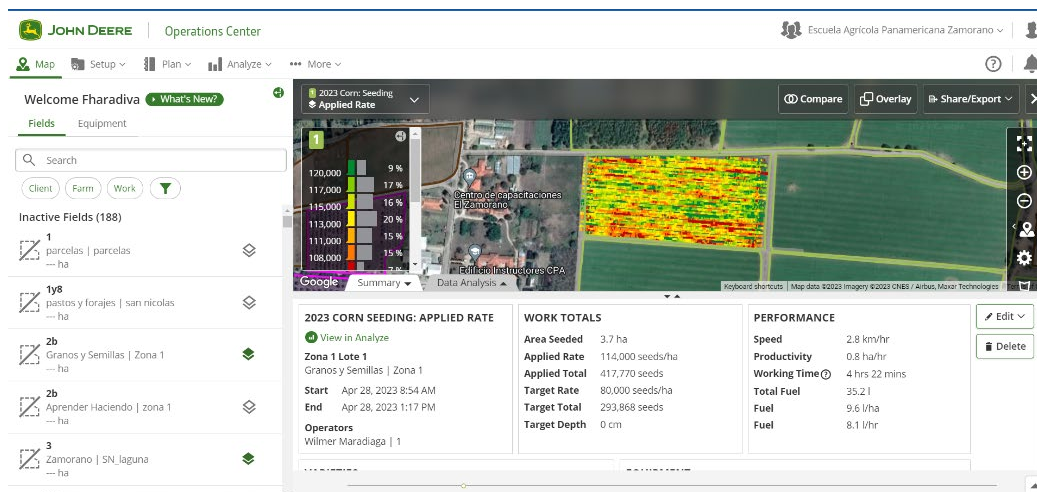 JOHN DEERE
Operations Center
Escuela Agrícola Panamericana Zamorano
Map
Setup
Plan
Analyze
More
Welcome Fharadiva
What's New?
Fields
Equipment
Search
Client
Farm
Work
Inactive Fields (188)
1
parcelas | parcelas
--- ha
1y8
pastos y forrajes | san nicolas
--- ha
2b
Granos y Semillas | Zona 1
--- ha
2b
Aprender Haciendo | zona 1
--- ha
3
Zamorano | SN_laguna
--- ha
1 2023 Corn: Seeding
Applied Rate
Compare
Overlay
Share/Export
1
9 %
120,000
17 %
117,000
16 %
115,000
20 %
113,000
15 %
111,000
15 %
108,000
7 %
Centro de capacitaciones
El Zamorano
Edificio Instructores CPA
Google
Summary
Data Analysis
Keyboard shortcuts
Map data ©2023 Imagery ©2023 CNES / Airbus, Maxar Technologies
2023 CORN SEEDING: APPLIED RATE
View in Analyze
Zona 1 Lote 1
Granos y Semillas | Zona 1
Start Apr 28, 2023 8:54 AM
End Apr 28, 2023 1:17 PM
Operators
Wilmer Maradiaga | 1
WORK TOTALS
Area Seeded 3.7 ha
Applied Rate 114,000 seeds/ha
Applied Total 417,770 seeds
Target Rate 80,000 seeds/ha
Target Total 293,868 seeds
Target Depth 0 cm
PERFORMANCE
Speed 2.8 km/hr
Productivity 0.8 ha/hr
Working Time 4 hrs 22 mins
Total Fuel 35.2 l
Fuel 9.6 l/ha
Fuel 8.1 l/hr
Edit
Delete